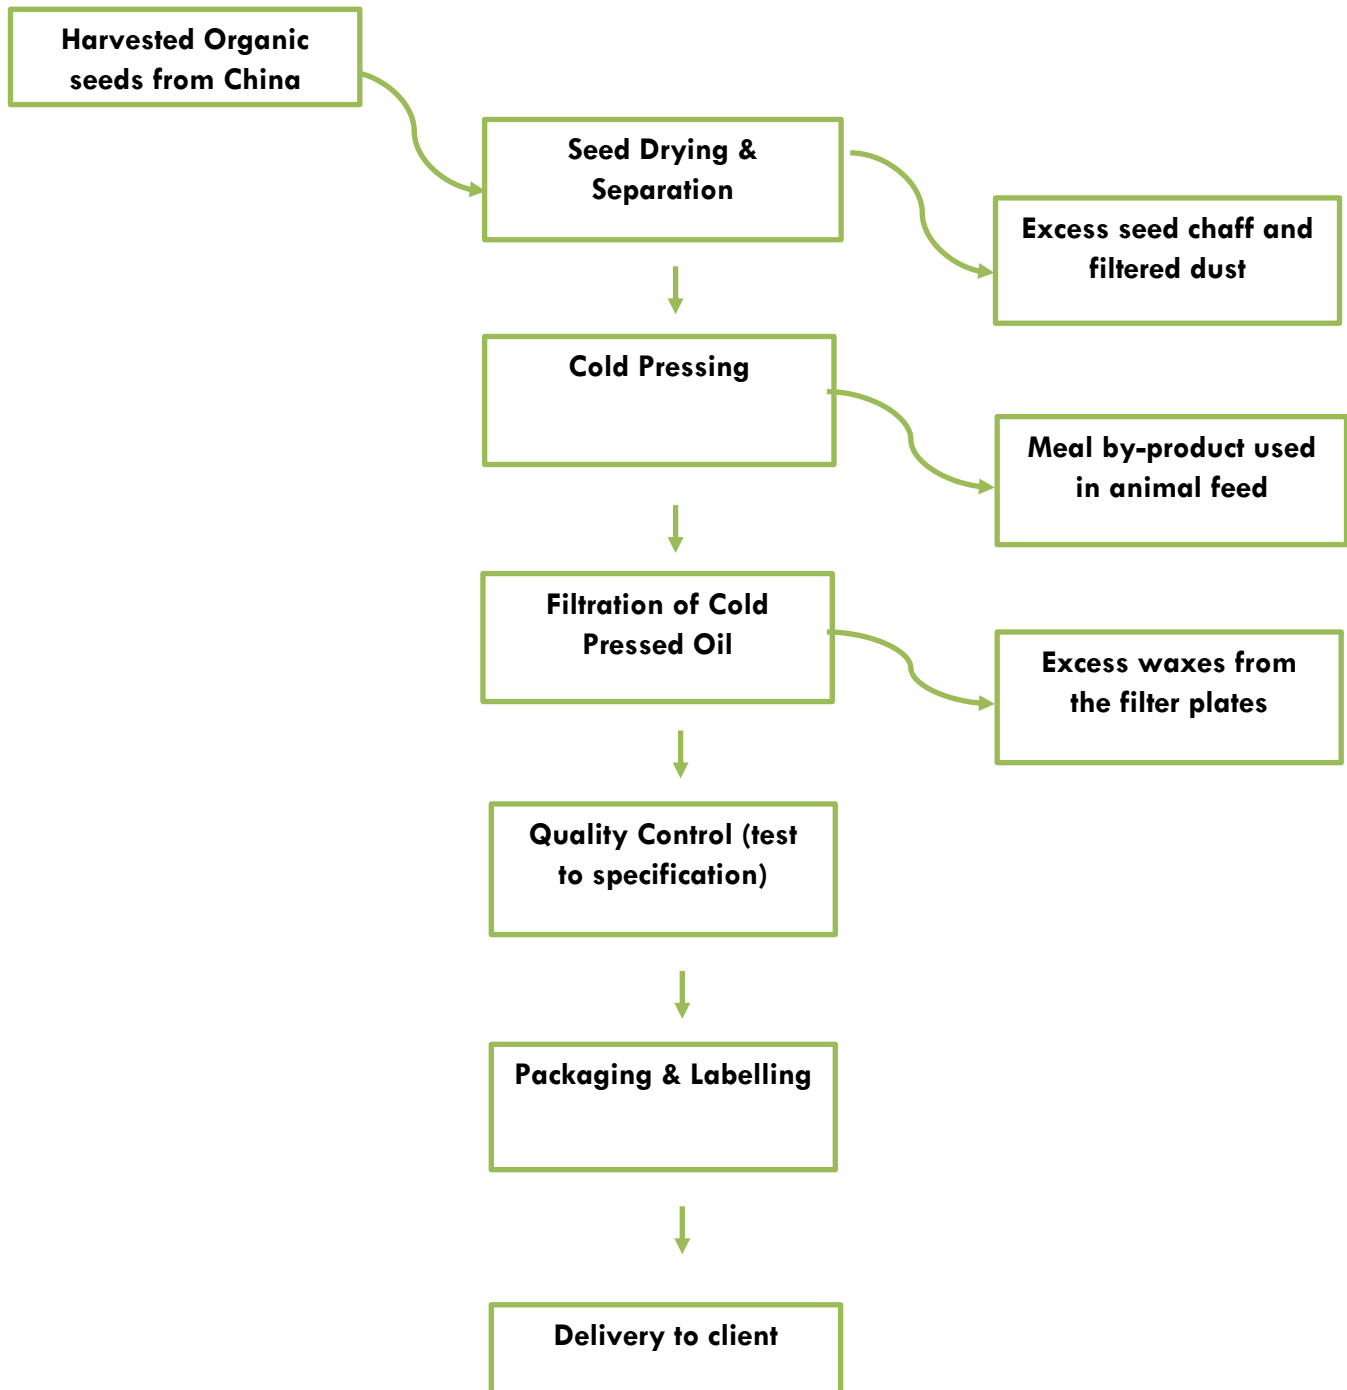 Harvested Organic
seeds from China
Seed Drying &
Separation
Excess seed chaff and
filtered dust
Cold Pressing
Meal by-product used
in animal feed
Filtration of Cold
Pressed Oil
Excess waxes from
the filter plates
Quality Control (test
to specification)
Packaging & Labelling
Delivery to client